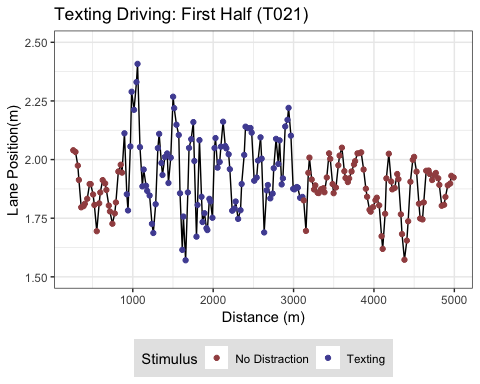 Texting Driving: First Half (T021)
2.50
2.25
2.00
1.75
1.50
Lane Position(m)
1000 2000 3000 4000 5000
Distance (m)
Stimulus No Distraction Texting